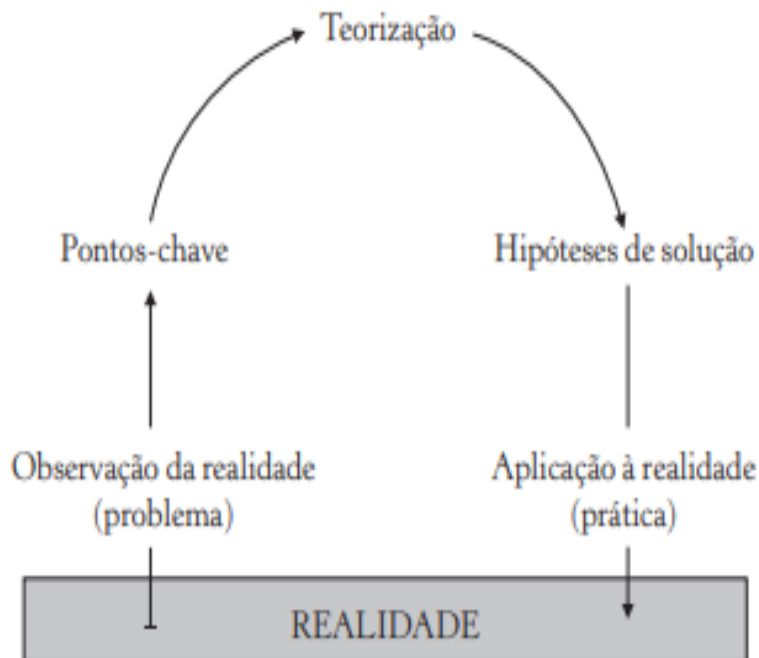 Teorização
Pontos-chave
Hipóteses de solução
Observação da realidade
(problema)
Aplicação à realidade
(prática)
REALIDADE